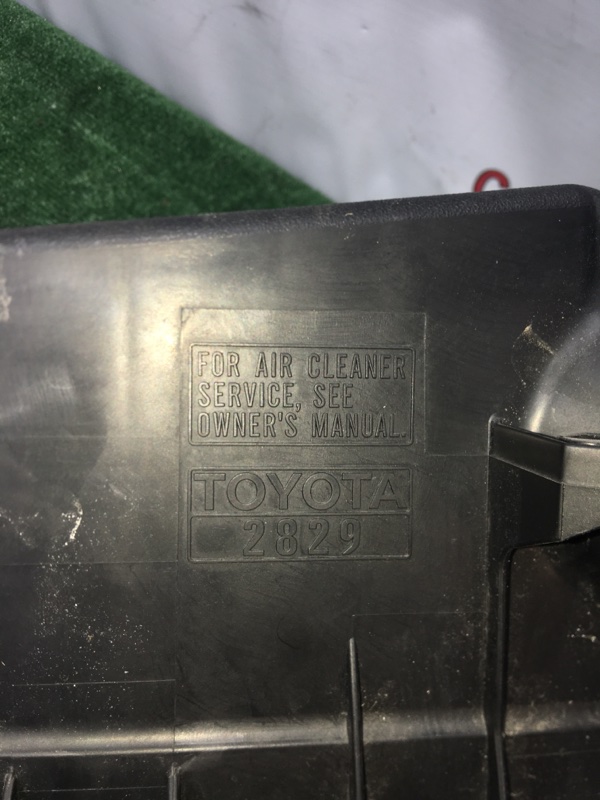 FOR AIR CLEANER
SERVICE, SEE
OWNER'S MANUAL.
TOYOTA
2829